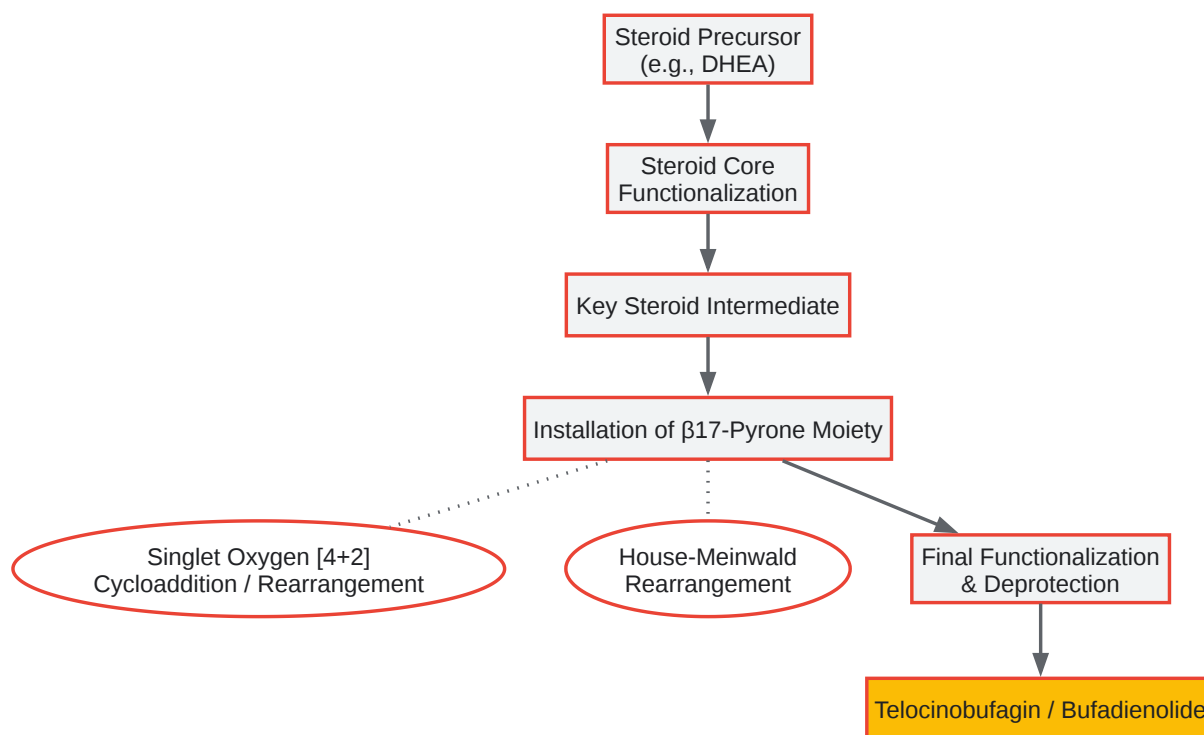 Steroid Precursor
(e.g., DHEA)
Steroid Core
Functionalization
Key Steroid Intermediate
Installation of β17-Pyrone Moiety
Singlet Oxygen [4+2]
Cycloaddition / Rearrangement
House-Meinwald
Rearrangement
Final Functionalization
& Deprotection
Telocinobufagin / Bufadienolide